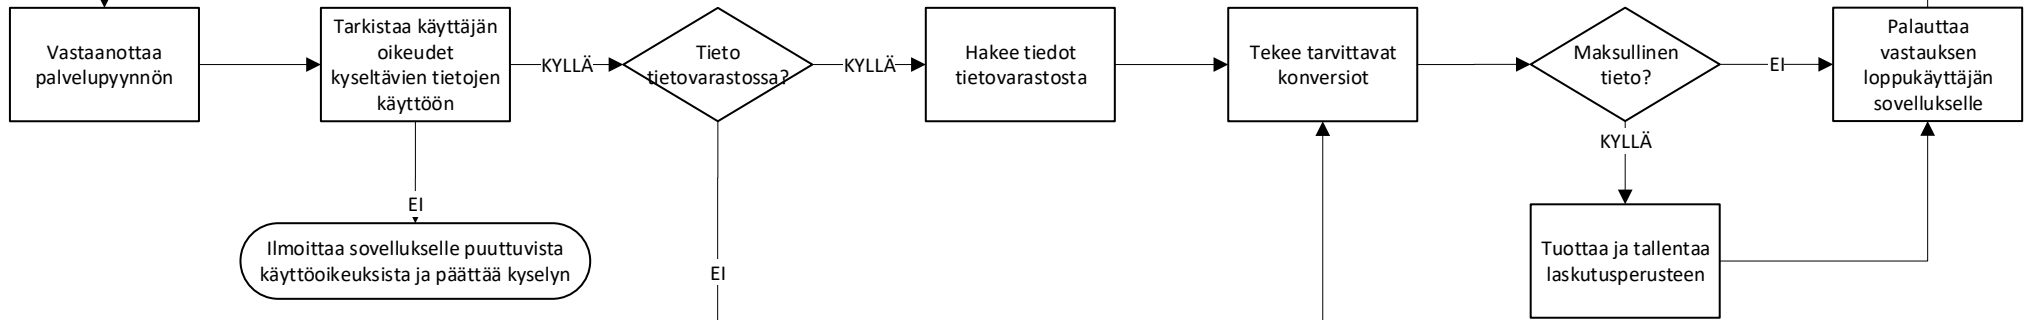 Vastaanottaa
palvelupyynnön
Tarkistaa käyttäjän
oikeudet
kyseltävien tietojen
käyttöön
KYLLÄ
Tieto
tietovarastossa?
KYLLÄ
Hakee tiedot
tietovarastosta
Tekee tarvittavat
konversiot
Maksullinen
tieto?
EI
Palauttaa
vastauksen
loppukäyttäjän
sovellukselle
KYLLÄ
EI
Ilmoittaa sovellukselle puuttuvista
käyttöoikeuksista ja päättää kyselyn
EI
Tuottaa ja tallentaa
laskutusperusteen